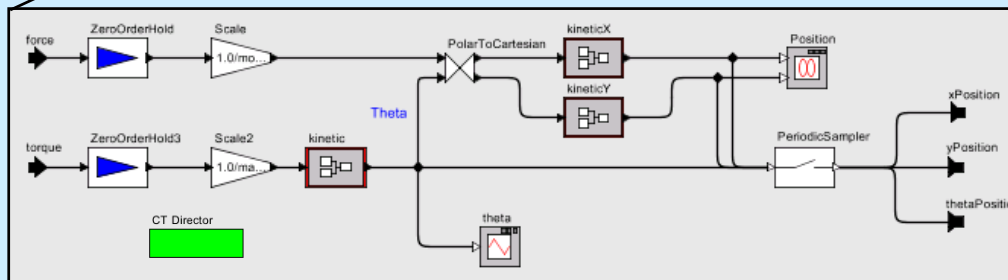 ZeroOrderHold
Scale
kineticX
Position
force
PolarToCartesian
1.0/mo...
kineticY
xPosition
Theta
ZeroOrderHold3
Scale2
kinetic
PeriodicSampler
torque
yPosition
1.0/ma...
thetaPositio
CT Director
theta